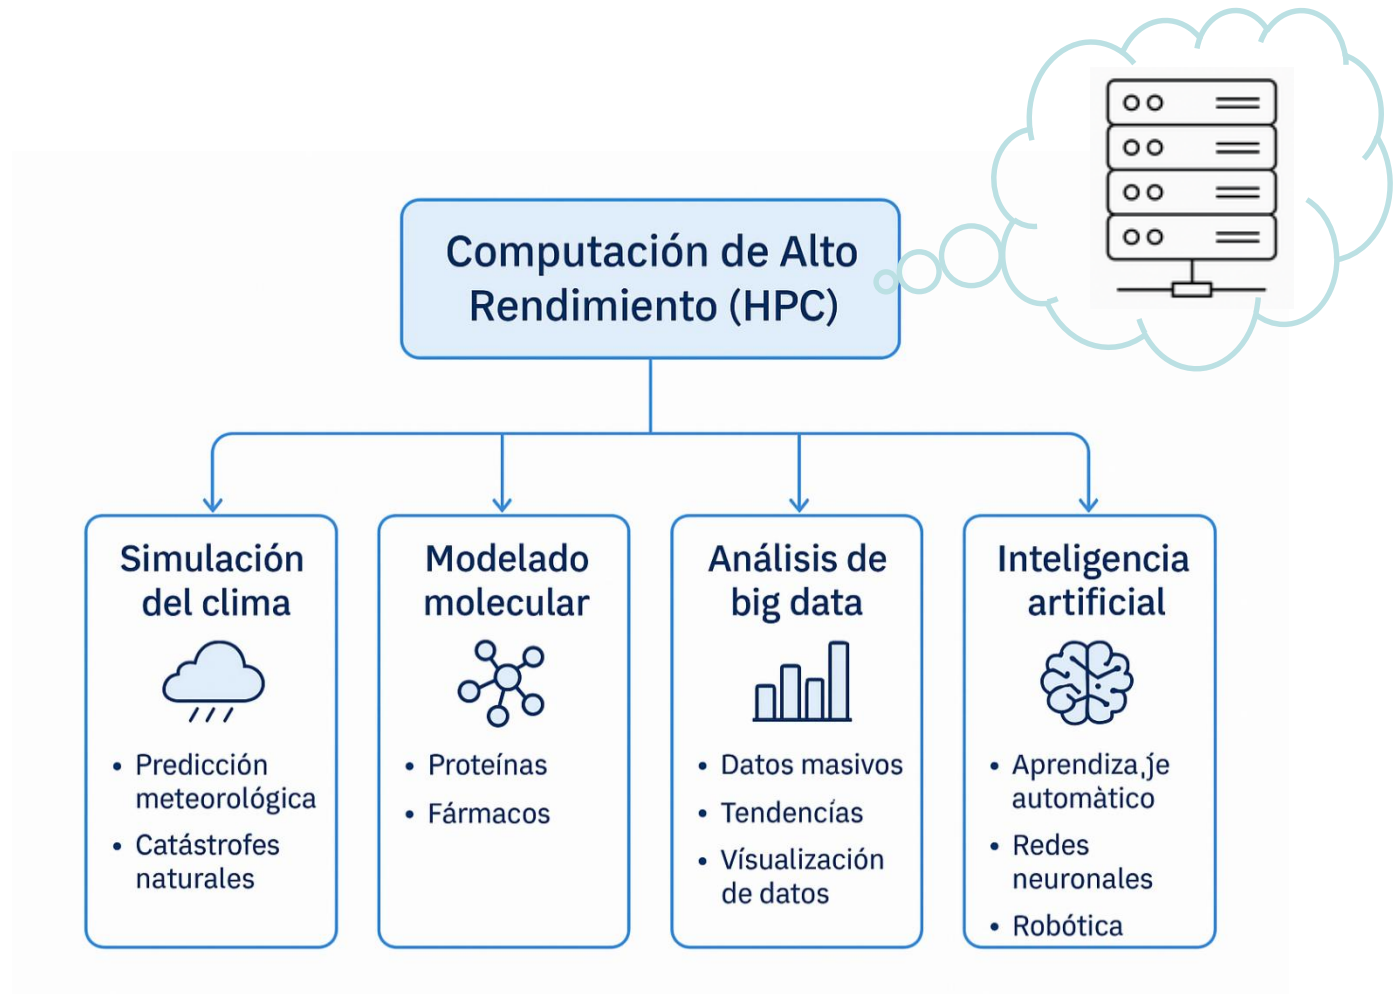 Computación de Alto
Rendimiento (HPC)
Simulación
del clima
• Predicción
meteorológica
• Catástrofes
naturales
Modelado
molecular
• Proteínas
• Fármacos
Análisis de
big data
• Datos masivos
• Tendencías
• Vísualización
de datos
Inteligencia
artificial
• Aprendiza,je
automàtico
• Redes
neuronales
• Robótica